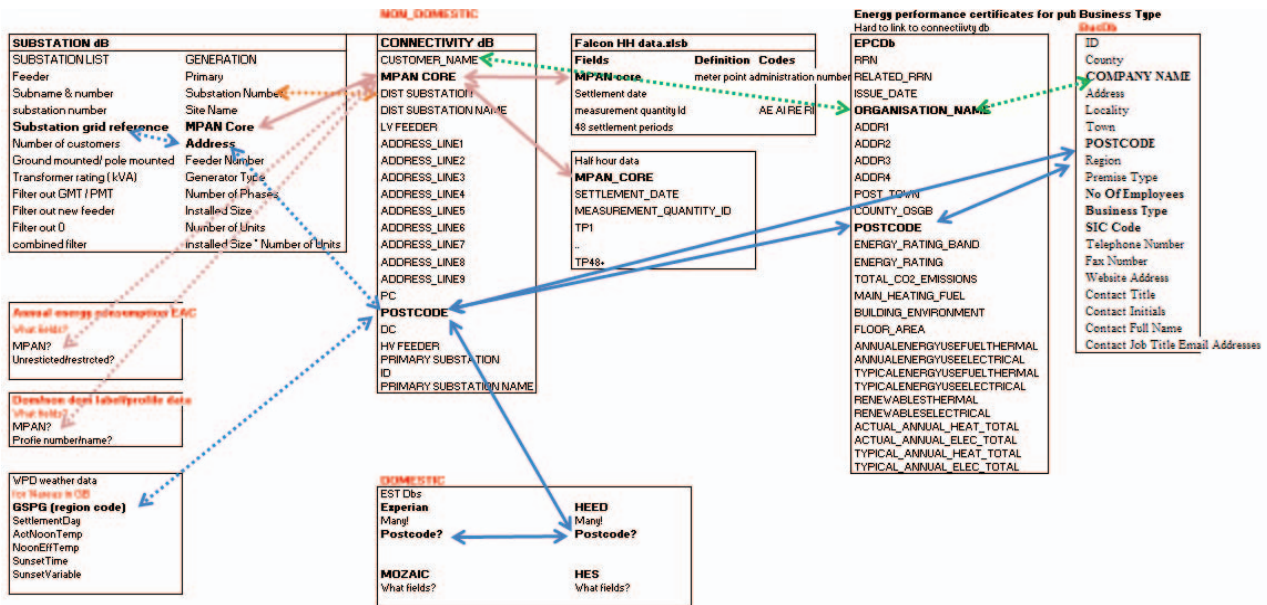 NON_DOMESTIC
Energy performance certificates for pub Business Type
Hard to link to connectiivty db
SUBSTATION dB
SUBSTATION LIST GENERATION
Feeder Primary
Subname & number Substation Number
substation number Site Name
Substation grid reference MPAN Core
Number of customers Address
Ground mounted/ pole mounted Feeder Number
Transformer rating ( kVA) Generator Type
Filter out GMT / PMT Number of Phases
Filter out new feeder Installed Size
Filter out 0 Number of Units
combined filter Installed Size * Number of Units
CONNECTIVITY dB
CUSTOMER_NAME
MPAN CORE
DIST SUBSTATION
DIST SUBSTATION NAME
LV FEEDER
ADDRESS_LINE1
ADDRESS_LINE2
ADDRESS_LINE3
ADDRESS_LINE4
ADDRESS_LINE5
ADDRESS_LINE6
ADDRESS_LINE7
ADDRESS_LINE8
ADDRESS_LINE9
PC
POSTCODE
DC
HV FEEDER
PRIMARY SUBSTATION
ID
PRIMARY SUBSTATION NAME
Falcon HH data.xlsb
Fields Definition Codes
MPAN core meter point administration number
Settlement date
measurement quantity Id AE AI RE RI
48 settlement periods
Half hour data
MPAN_CORE
SETTLEMENT_DATE
MEASUREMENT_QUANTITY_ID
TP1
..
TP48+
EPCDb
RRN
RELATED_RRN
ISSUE_DATE
ORGANISATION_NAME
ADDR1
ADDR2
ADDR3
ADDR4
POST_TOWN
COUNTY_OSGB
POSTCODE
ENERGY_RATING_BAND
ENERGY_RATING
TOTAL_CO2_EMISSIONS
MAIN_HEATING_FUEL
BUILDING_ENVIRONMENT
FLOOR_AREA
ANNUALENERGYUSEFUELTHERMAL
ANNUALENERGYUSEELECTRICAL
TYPICALENERGYUSEFUELTHERMAL
TYPICALENERGYUSEELECTRICAL
RENEWABLESTHERMAL
RENEWABLESELECTRICAL
ACTUAL_ANNUAL_HEAT_TOTAL
ACTUAL_ANNUAL_ELEC_TOTAL
TYPICAL_ANNUAL_HEAT_TOTAL
TYPICAL_ANNUAL_ELEC_TOTAL
ID
County
COMPANY NAME
Address
Locality
Town
POSTCODE
Region
Premise Type
No Of Employees
Business Type
SIC Code
Telephone Number
Fax Number
Website Address
Contact Title
Contact Initials
Contact Full Name
Contact Job Title Email Addresses
Annual energy consumption EAC
What fields?
MPAN?
Unresticted/restrcted?
What fields?
MPAN?
Profie number/name?
WPD weather data
GSPG (region code)
SettlementDay
ActNoonTemp
NoonEffTemp
SunsetTime
SunsetVariable
DOMESTIC
EST Dbs
Experian HEED
Many! Many!
Postcode? Postcode?
MOZAIC HES
What fields? What fields?